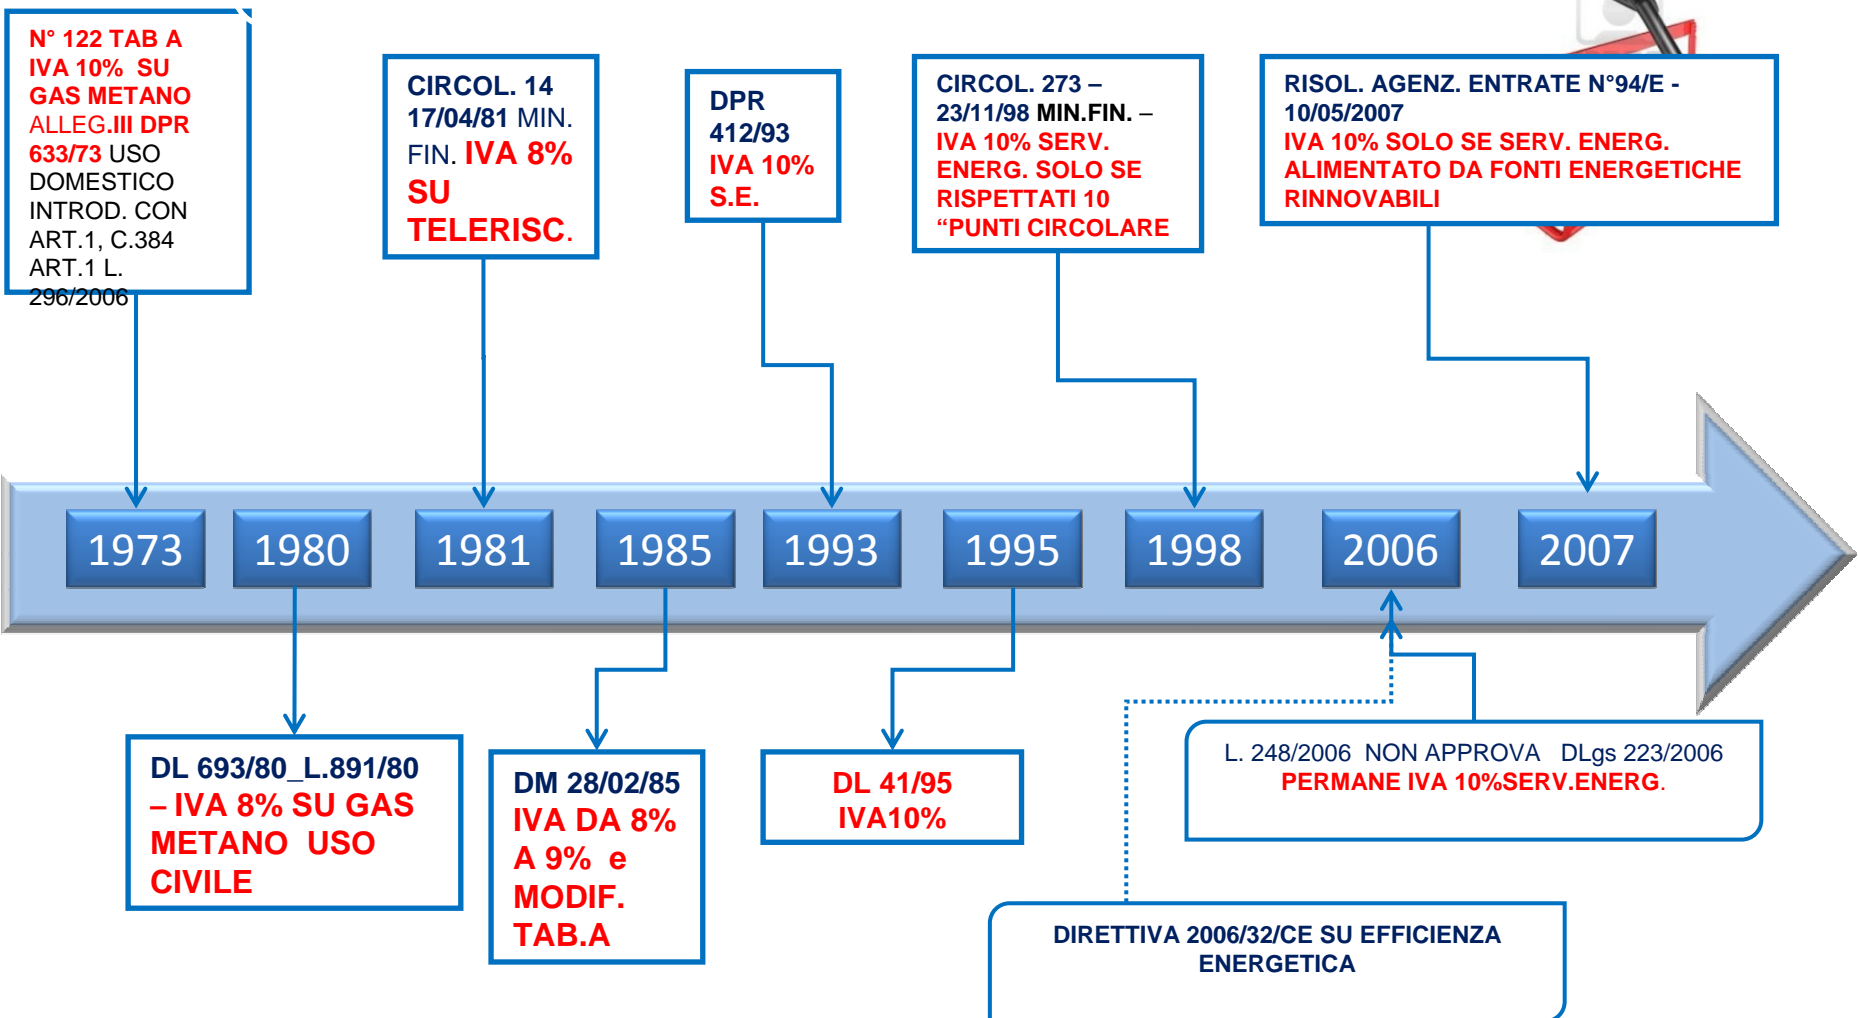 N° 122 TAB A
IVA 10% SU
GAS METANO
ALLEG.III DPR
633/73 USO
DOMESTICO
INTROD. CON
ART.1, C.384
ART.1 L.
296/2006
CIRCOL. 14
17/04/81 MIN.
FIN. IVA 8%
SU
TELERISC.
DPR
412/93
IVA 10%
S.E.
CIRCOL. 273 –
23/11/98 MIN.FIN. –
IVA 10% SERV.
ENERG. SOLO SE
RISPETTATI 10
“PUNTI CIRCOLARE
RISOL. AGENZ. ENTRATE N°94/E -
10/05/2007
IVA 10% SOLO SE SERV. ENERG.
ALIMENTATO DA FONTI ENERGETICHE
RINNOVABILI
1973 1980 1981 1985 1993 1995 1998 2006 2007
DL 693/80_L.891/80
– IVA 8% SU GAS
METANO USO
CIVILE
DM 28/02/85
IVA DA 8%
A 9% e
MODIF.
TAB.A
DL 41/95
IVA10%
L. 248/2006 NON APPROVA DLgs 223/2006
PERMANE IVA 10%SERV.ENERG.
DIRETTIVA 2006/32/CE SU EFFICIENZA
ENERGETICA